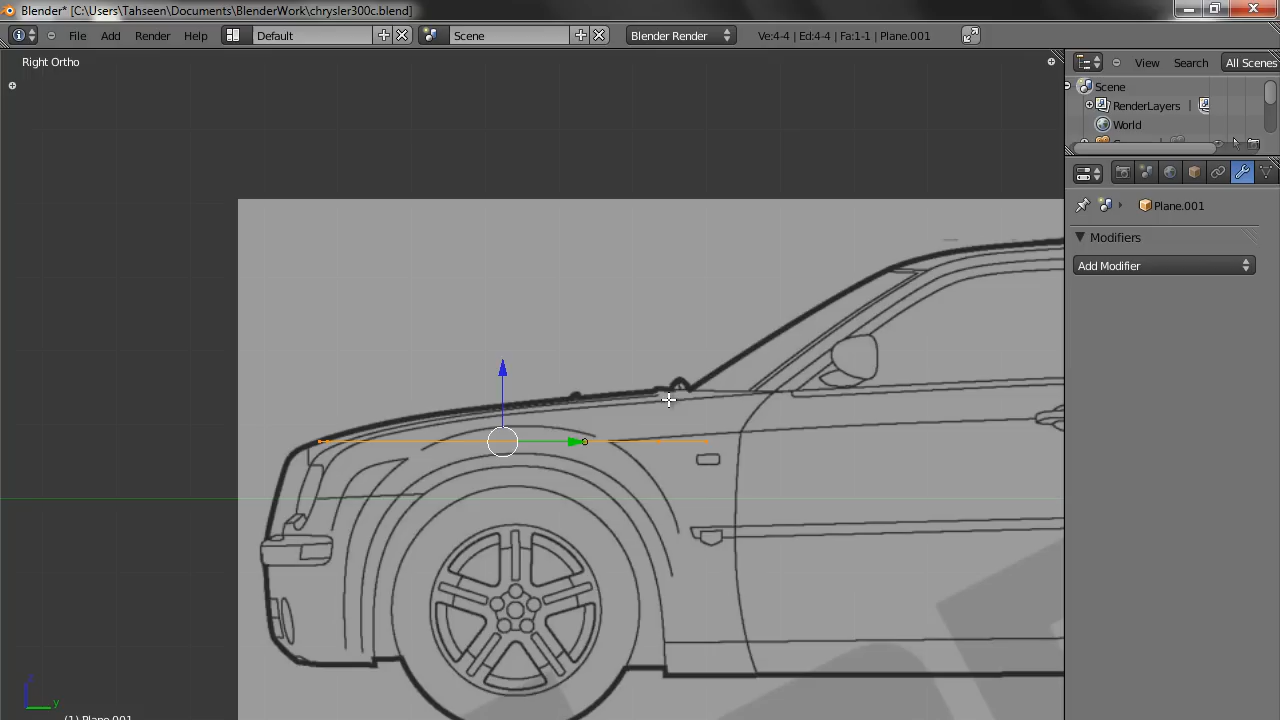 Blender* [C:\Users\Tahseen\Documents\BlenderWork\chrysler300c.blend]
File Add Render Help Default Scene Blender Render Ve:4-4 | Ed:4-4 | Fa:1-1 | Plane.001
Right Ortho
View Search All Scenes
Scene
RenderLayers
World
Plane.001
Modifiers
Add Modifier
z
y
(1) Plane.001